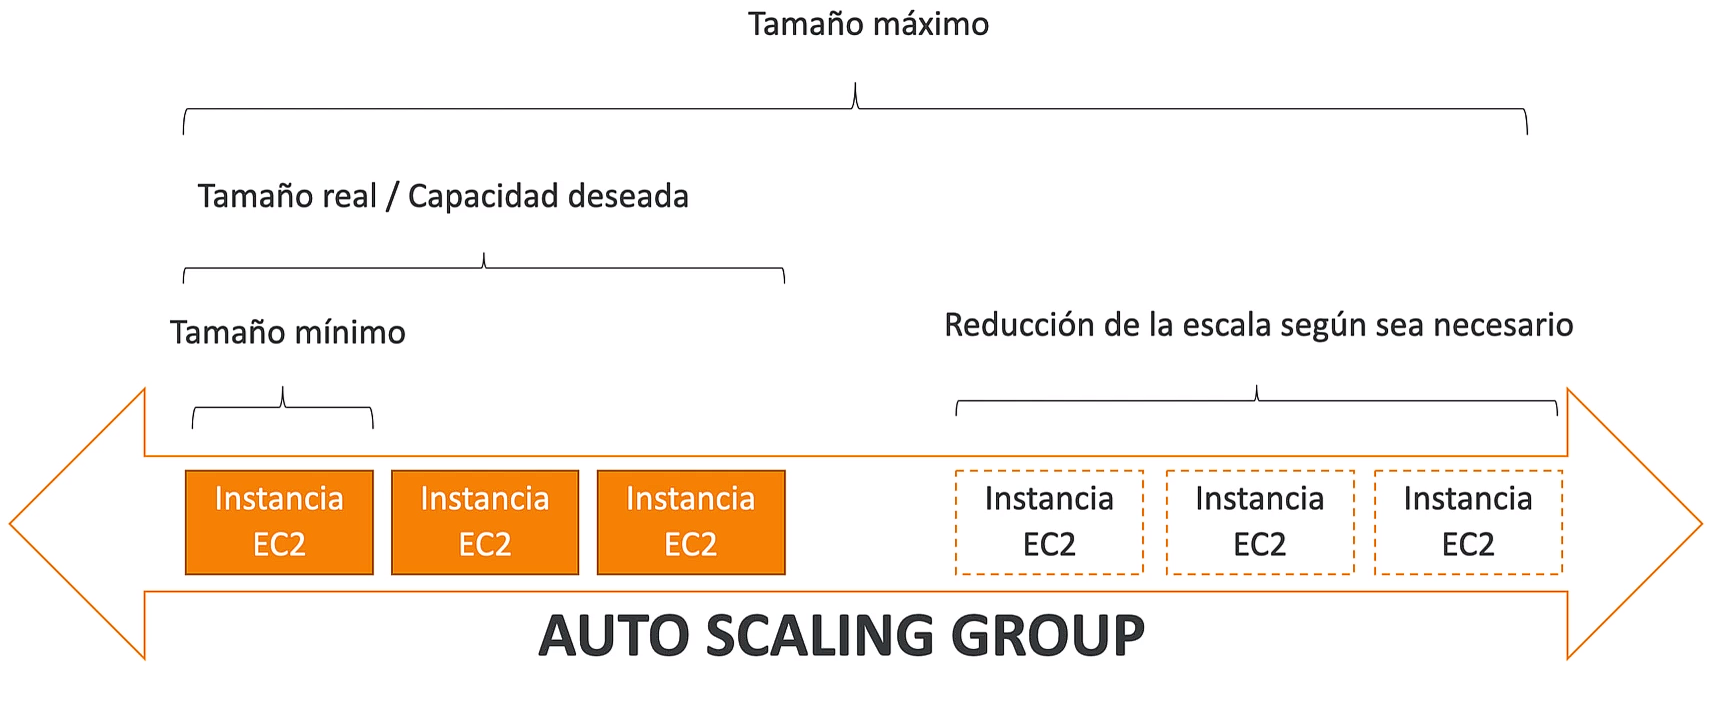 Tamaño máximo
Tamaño real / Capacidad deseada
Tamaño mínimo
Reducción de la escala según sea necesario
Instancia
EC2
Instancia
EC2
Instancia
EC2
Instancia
EC2
Instancia
EC2
Instancia
EC2
AUTO SCALING GROUP